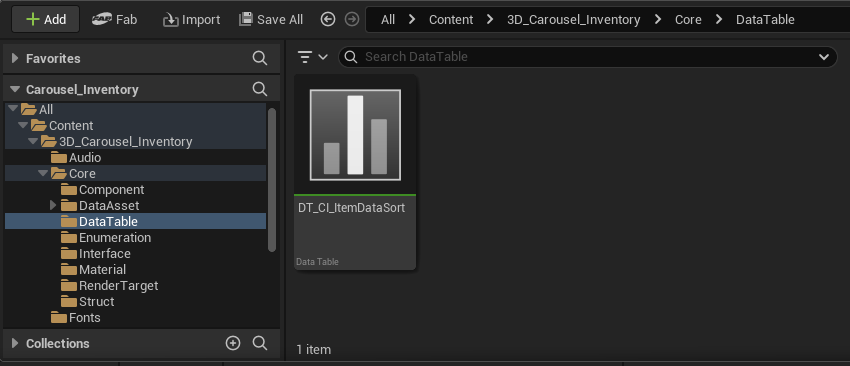 Add Fab Import Save All All Content 3D_Carousel_Inventory Core DataTable
Favorites
Search DataTable
Carousel_Inventory
All
Content
3D_Carousel_Inventory
Audio
Core
Component
DataAsset
DataTable
Enumeration
Interface
Material
RenderTarget
Struct
Fonts
Collections
DT_CI_ItemDataSort
Data Table
1 item